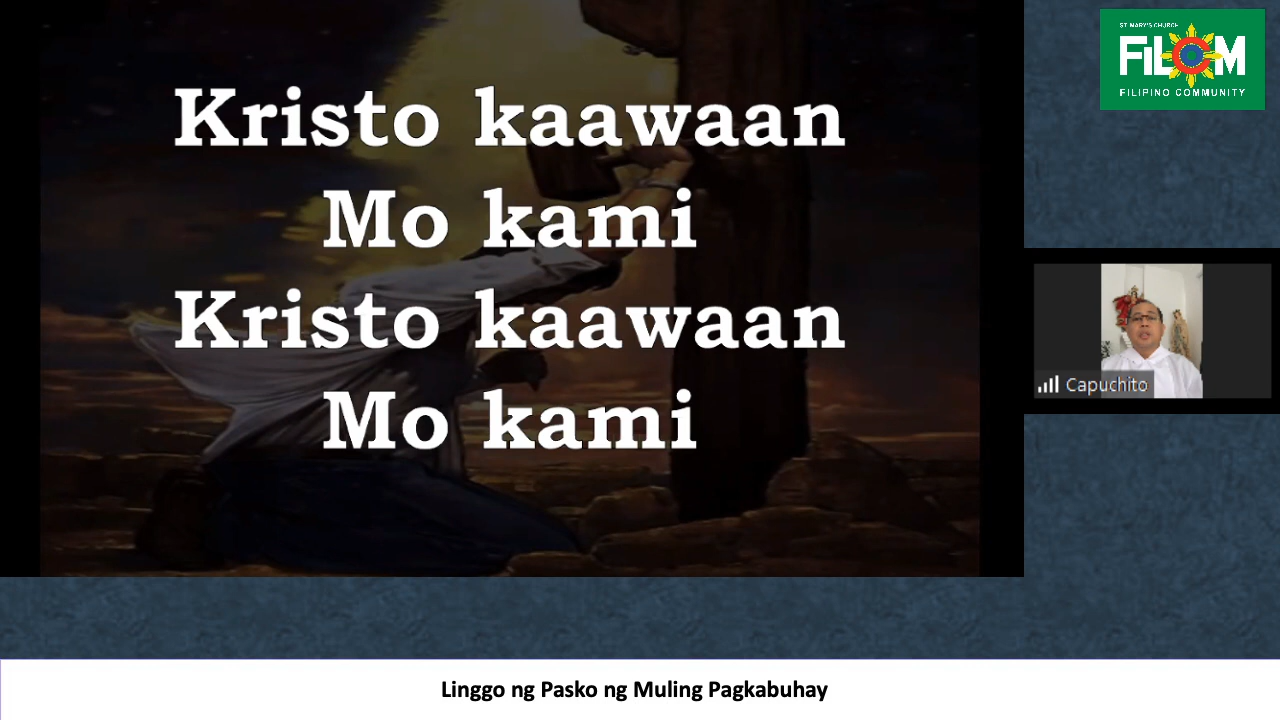 Kristo kaawaan
Mo kami
Kristo kaawaan
Mo kami
ST MARY'S CHURCH
FILCOM
FILIPINO COMMUNITY
Capuchito
Linggo ng Pasko ng Muling Pagkabuhay